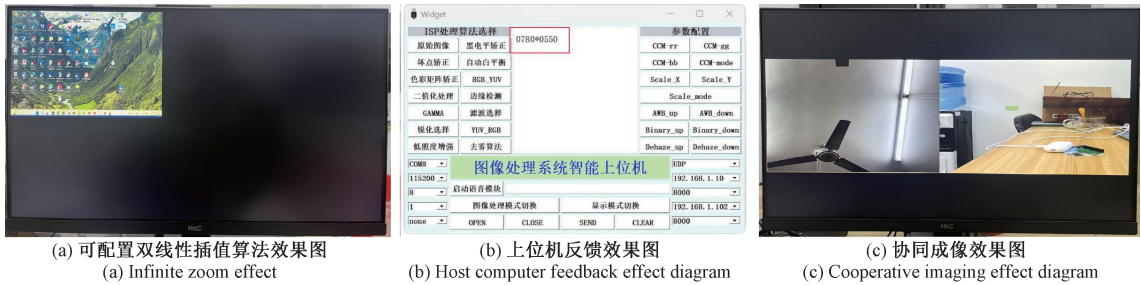 HKC
(a) 可配置双线性插值算法效果图
(a) Infinite zoom effect
Widget
ISP处理算法选择
原始图像 黑电平矫正
坏点矫正 自动白平衡
色彩矩阵矫正 RGB_YUV
二值化处理 边缘检测
GAMMA 滤波选择
锐化选择 YUV_RGB
低照度增强 去雾算法
0780*0550
参数配置
CCM-rr CCM-gg
CCM-bb CCM-mode
Scale_X Scale_Y
Scale_mode
AWB_up AWB_down
Binary_up Binary_down
Dehaze_up Dehaze_down
COM8 图像处理系统智能上位机 UDP
115200 192.168.1.10
8 启动语音模块 8000
1 图像处理模式切换 显示模式切换 192.168.1.102
none OPEN CLOSE SEND CLEAR 8000
(b) 上位机反馈效果图
(b) Host computer feedback effect diagram
HKC
(c) 协同成像效果图
(c) Cooperative imaging effect diagram